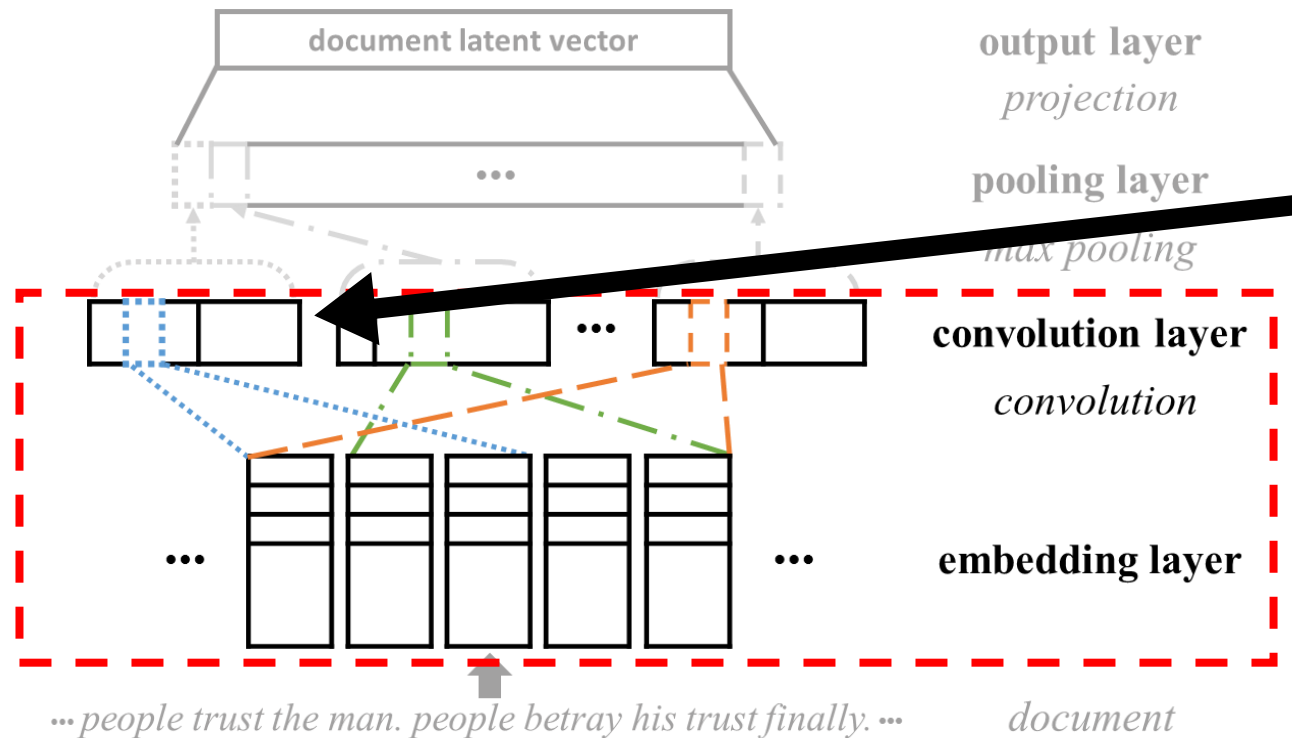 document latent vector
output layer
projection
...
pooling layer
max pooling
...
convolution layer
convolution
...
...
embedding layer
... people trust the man. people betray his trust finally. ...
document